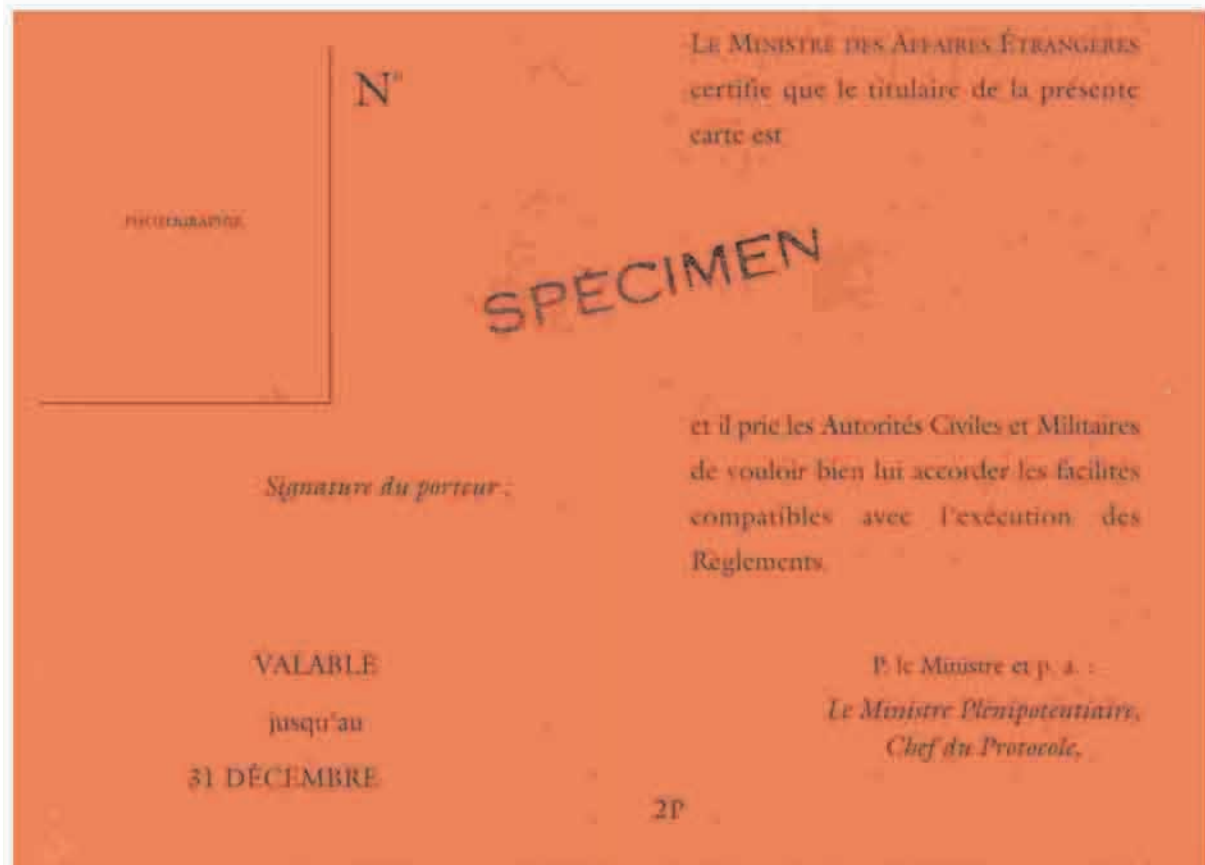 N°
PHOTOGRAPHIE
SPÉCIMEN
Signature du porteur :
VALABLE
jusqu'au
31 DÉCEMBRE
LE MINISTRE DES AFFAIRES ÉTRANGÈRES
certifie que le titulaire de la présente
carte est
et il prie les Autorités Civiles et Militaires
de vouloir bien lui accorder les facilités
compatibles avec l'exécution des
Règlements.
P. le Ministre et p. a. :
Le Ministre Plénipotentiaire,
Chef du Protocole,
2P